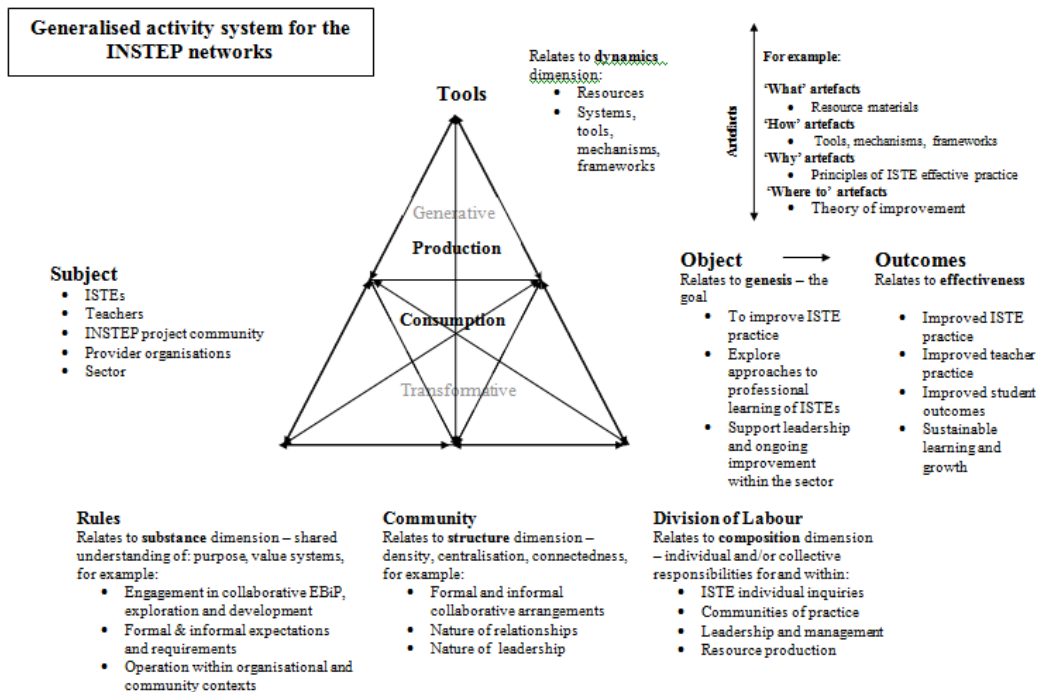 Generalised activity system for the
INSTEP networks
Tools
Relates to dynamics
dimension:
• Resources
• Systems,
tools,
mechanisms,
frameworks
Artefacts
For example:
‘What’ artefacts
• Resource materials
‘How’ artefacts
• Tools, mechanisms, frameworks
‘Why’ artefacts
• Principles of ISTE effective practice
‘Where to’ artefacts
• Theory of improvement
Generative
Production
Consumption
Transformative
Subject
• ISTEs
• Teachers
• INSTEP project community
• Provider organisations
• Sector
Object
Relates to genesis – the
goal
• To improve ISTE
practice
• Explore
approaches to
professional
learning of ISTEs
• Support leadership
and ongoing
improvement
within the sector
Outcomes
Relates to effectiveness
• Improved ISTE
practice
• Improved teacher
practice
• Improved student
outcomes
• Sustainable
learning and
growth
Rules
Relates to substance dimension – shared
understanding of: purpose, value systems,
for example:
• Engagement in collaborative EBiP,
exploration and development
• Formal & informal expectations
and requirements
• Operation within organisational and
community contexts
Community
Relates to structure dimension –
density, centralisation, connectedness,
for example:
• Formal and informal
collaborative arrangements
• Nature of relationships
• Nature of leadership
Division of Labour
Relates to composition dimension
– individual and/or collective
responsibilities for and within:
• ISTE individual inquiries
• Communities of practice
• Leadership and management
• Resource production